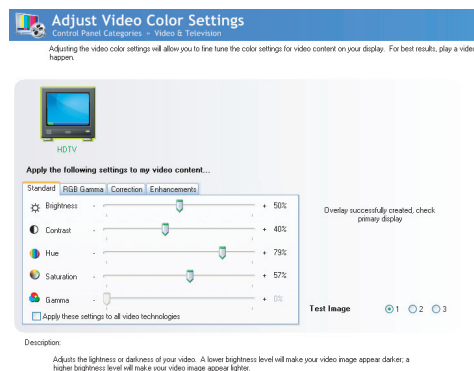 Adjust Video Color Settings
Control Panel Categories - Video & Television
Adjusting the video color settings will allow you to fine tune the color settings for video content on your display. For best results, play a video
happen.
HDTV
Apply the following settings to my video content...
Standard RGB Gamma Correction Enhancements
Brightness - + 50%
Contrast - + 40%
Hue - + 79%
Saturation - + 57%
Gamma - + 0%
Apply these settings to all video technologies
Overlay successfully created, check
primary display
Test Image 1 2 3
Description:
Adjusts the lightness or darkness of your video. A lower brightness level will make your video image appear darker; a
higher brightness level will make your video image appear lighter.